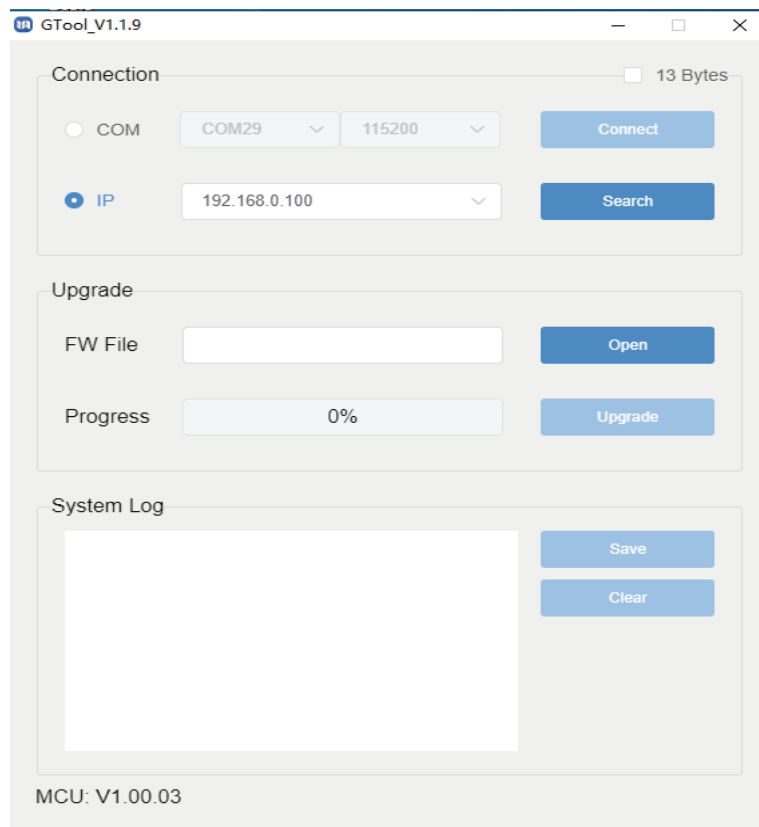 GTool_V1.1.9
Connection
13 Bytes
COM
COM29
115200
Connect
IP
192.168.0.100
Search
Upgrade
FW File
Open
Progress
0%
Upgrade
System Log
Save
Clear
MCU: V1.00.03